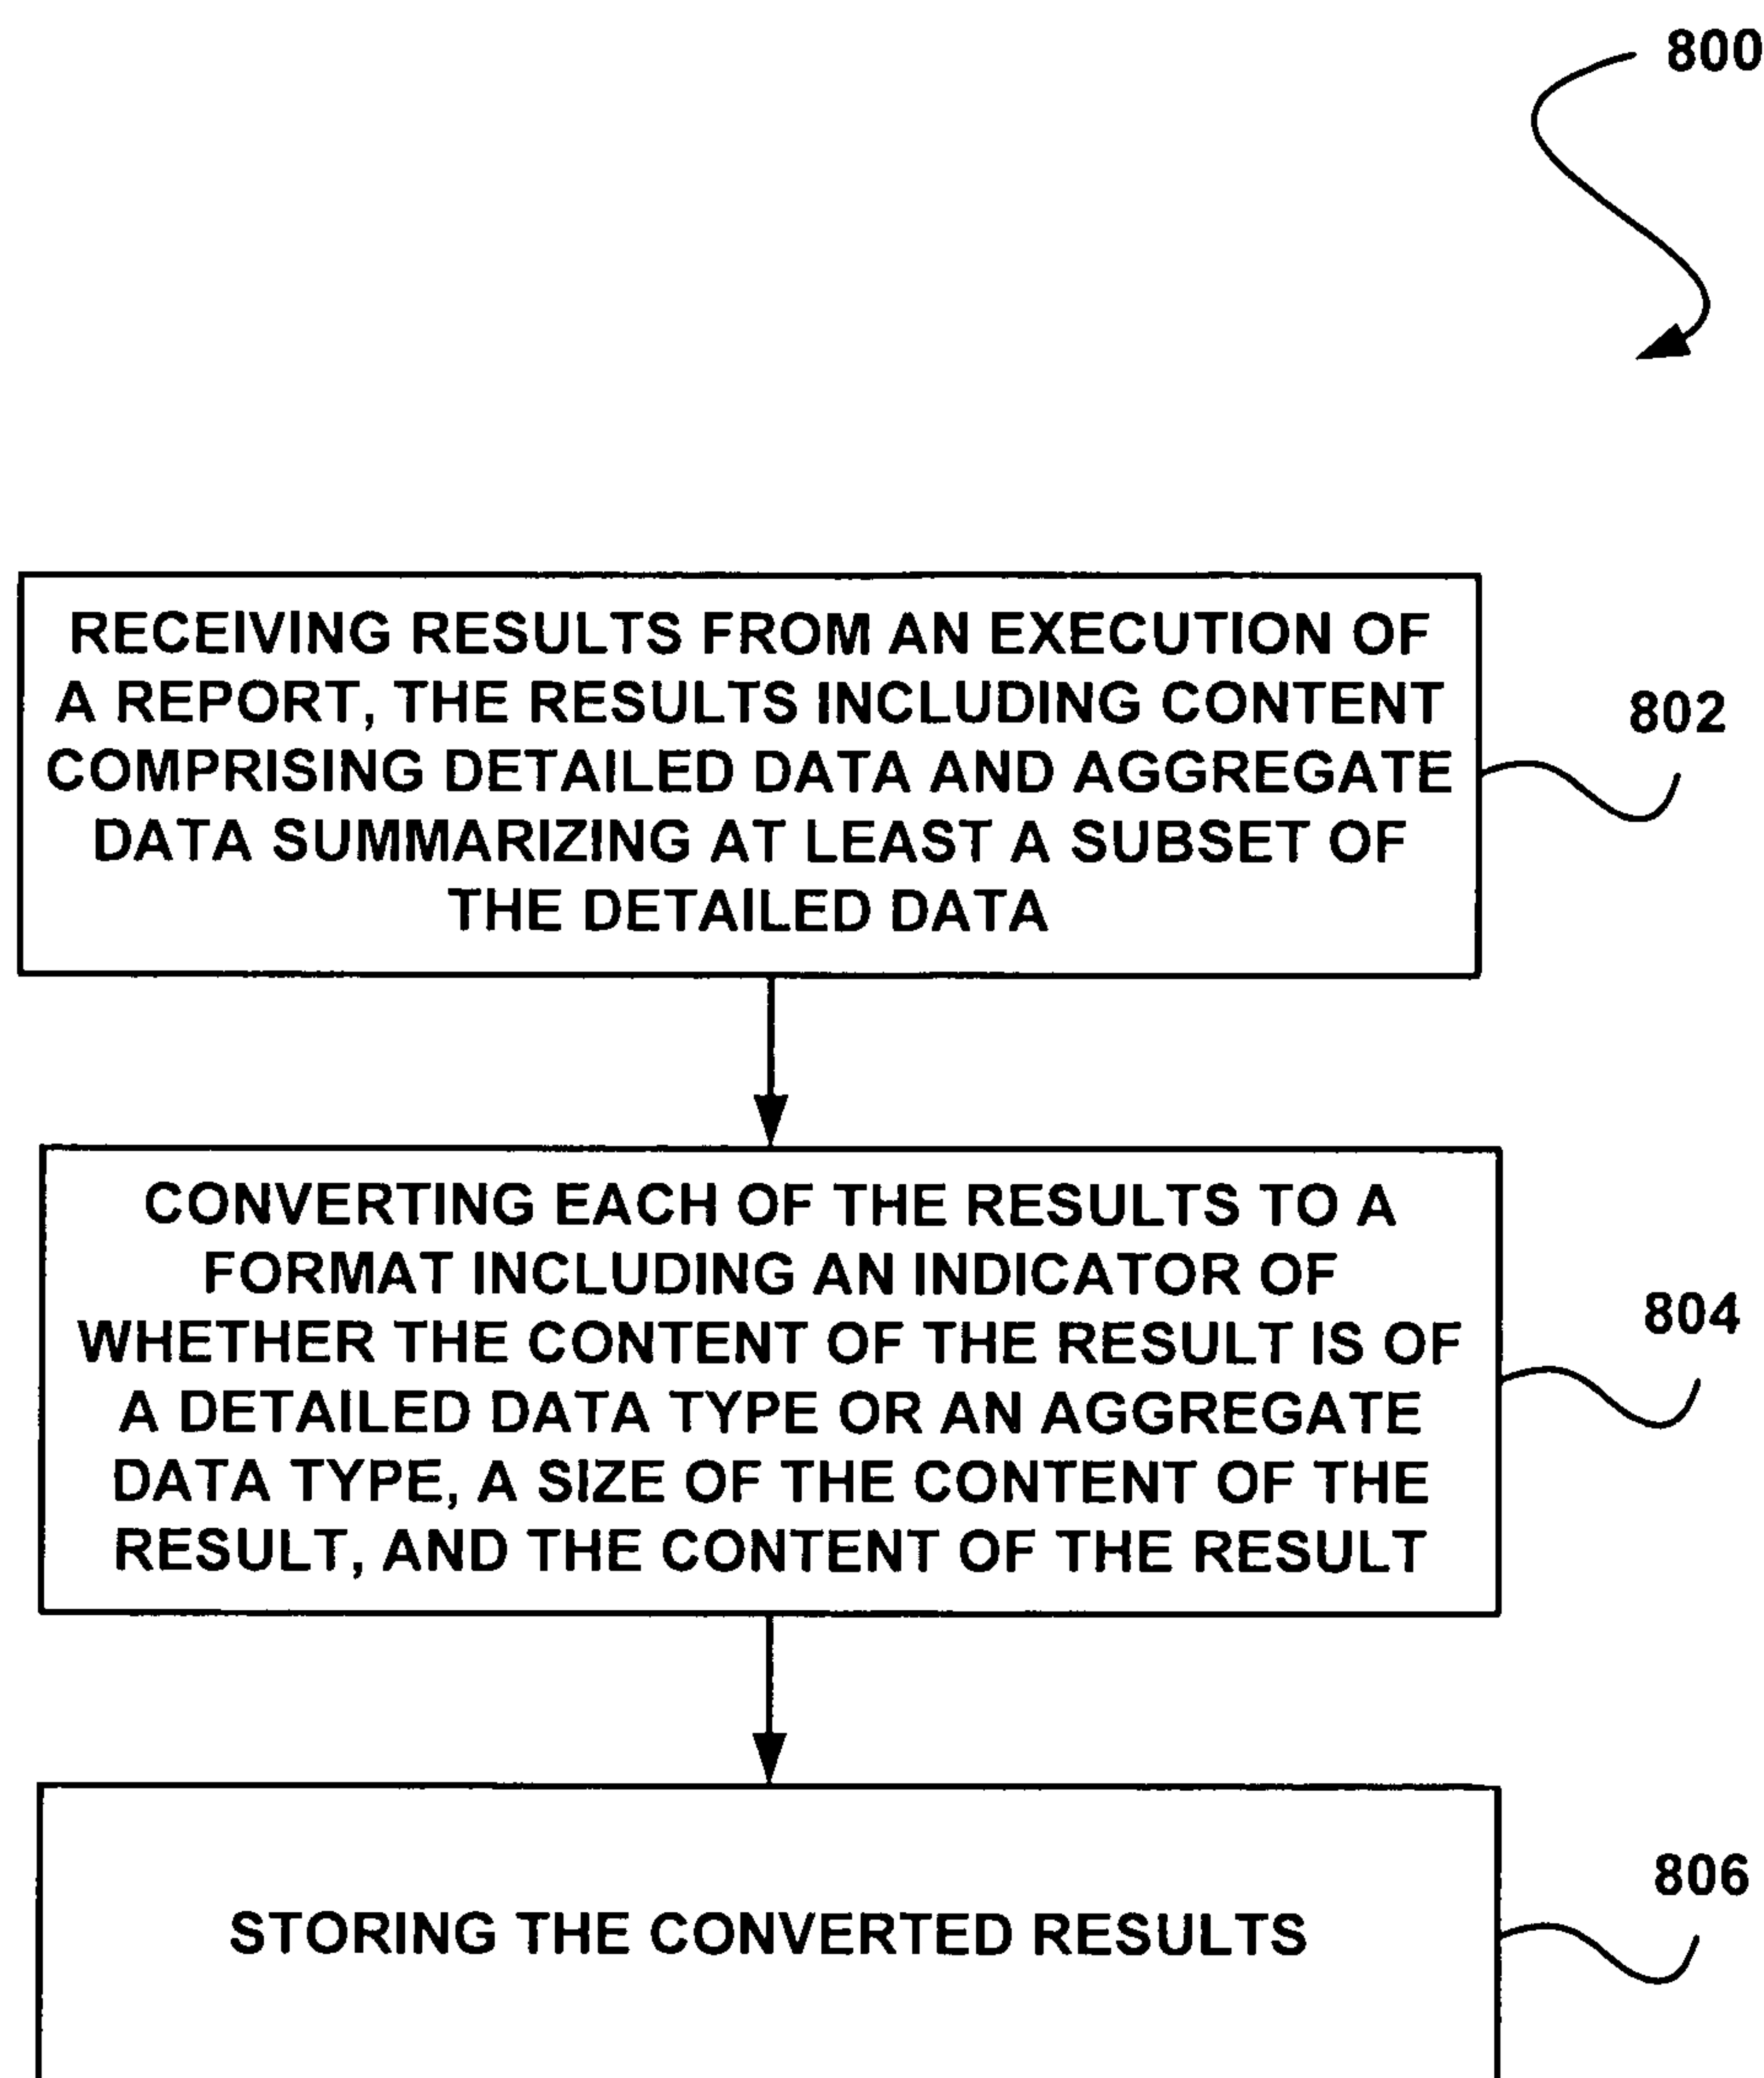 800
RECEIVING RESULTS FROM AN EXECUTION OF
A REPORT, THE RESULTS INCLUDING CONTENT
COMPRISING DETAILED DATA AND AGGREGATE
DATA SUMMARIZING AT LEAST A SUBSET OF
THE DETAILED DATA
802
CONVERTING EACH OF THE RESULTS TO A
FORMAT INCLUDING AN INDICATOR OF
WHETHER THE CONTENT OF THE RESULT IS OF
A DETAILED DATA TYPE OR AN AGGREGATE
DATA TYPE, A SIZE OF THE CONTENT OF THE
RESULT, AND THE CONTENT OF THE RESULT
804
STORING THE CONVERTED RESULTS
806